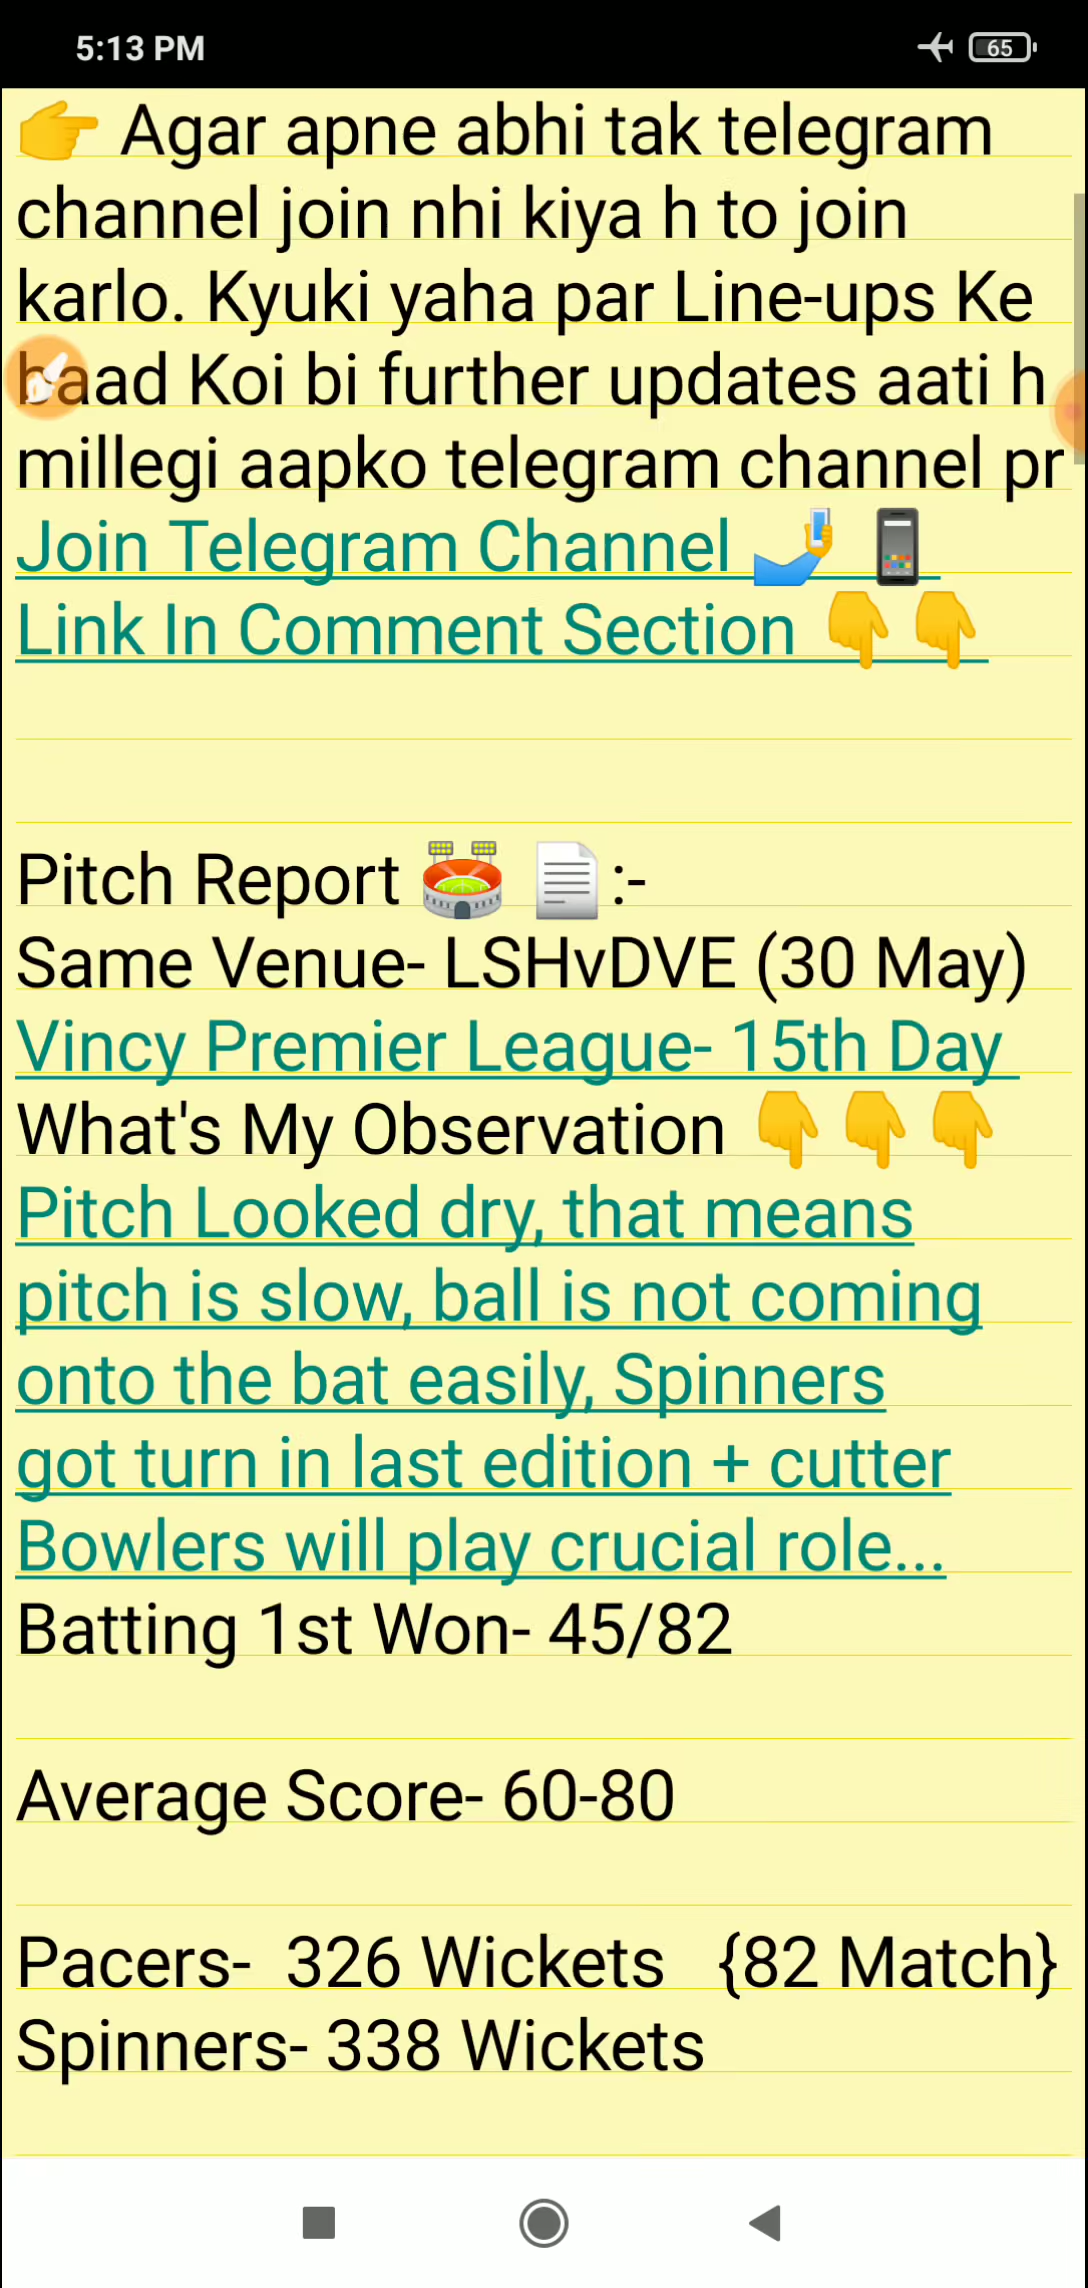 5:13 PM
65
👉 Agar apne abhi tak telegram
channel join nhi kiya h to join
karlo. Kyuki yaha par Line-ups Ke
baad Koi bi further updates aati h
millegi aapko telegram channel pr
Join Telegram Channel 🤳 📱
Link In Comment Section 👇👇
Pitch Report 🏟️ 📄:-
Same Venue- LSHvDVE (30 May)
Vincy Premier League- 15th Day
What's My Observation 👇👇👇
Pitch Looked dry, that means
pitch is slow, ball is not coming
onto the bat easily, Spinners
got turn in last edition + cutter
Bowlers will play crucial role...
Batting 1st Won- 45/82
Average Score- 60-80
Pacers- 326 Wickets {82 Match}
Spinners- 338 Wickets